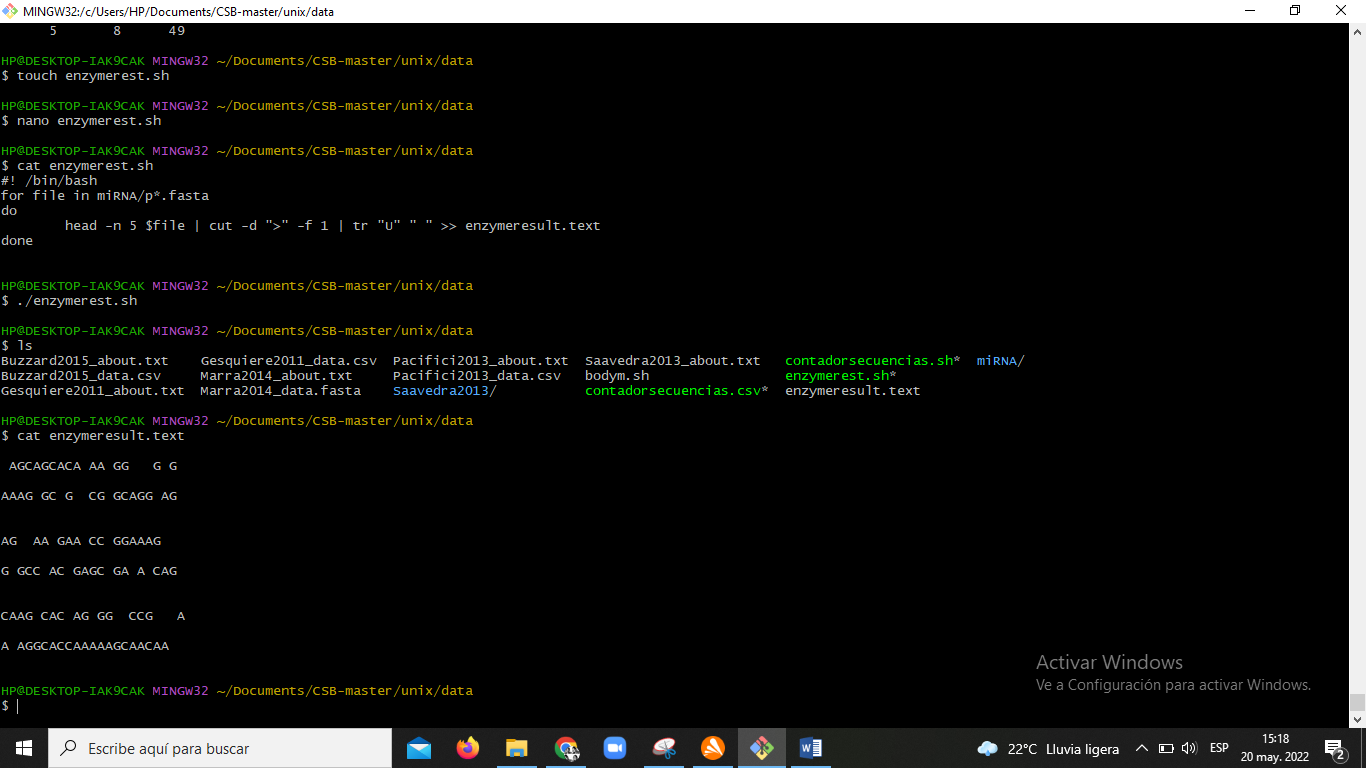 MINGW32:/c/Users/HP/Documents/CSB-master/unix/data
      5       8      49
HP@DESKTOP-IAK9CAK MINGW32 ~/Documents/CSB-master/unix/data
$ touch enzymerest.sh
HP@DESKTOP-IAK9CAK MINGW32 ~/Documents/CSB-master/unix/data
$ nano enzymerest.sh
HP@DESKTOP-IAK9CAK MINGW32 ~/Documents/CSB-master/unix/data
$ cat enzymerest.sh
#! /bin/bash
for file in miRNA/p*.fasta
do
        head -n 5 $file | cut -d ">" -f 1 | tr "U" " " >> enzymeresult.text
done
HP@DESKTOP-IAK9CAK MINGW32 ~/Documents/CSB-master/unix/data
$ ./enzymerest.sh
HP@DESKTOP-IAK9CAK MINGW32 ~/Documents/CSB-master/unix/data
$ ls
Buzzard2015_about.txt    Gesquiere2011_data.csv  Pacifici2013_about.txt  Saavedra2013_about.txt   contadorsecuencias.sh*  miRNA/
Buzzard2015_data.csv     Marra2014_about.txt     Pacifici2013_data.csv   bodym.sh                 enzymerest.sh*
Gesquiere2011_about.txt  Marra2014_data.fasta    Saavedra2013/           contadorsecuencias.csv*  enzymeresult.text
HP@DESKTOP-IAK9CAK MINGW32 ~/Documents/CSB-master/unix/data
$ cat enzymeresult.text
 AGCAGCACA AA GG   G G
AAAG GC G  CG GCAGG AG
AG  AA GAA CC GGAAAG
G GCC AC GAGC GA A CAG
CAAG CAC AG GG  CCG   A
A AGGCACCAAAAAGCAACAA
HP@DESKTOP-IAK9CAK MINGW32 ~/Documents/CSB-master/unix/data
$
Activar Windows
Ve a Configuración para activar Windows.
Escribe aquí para buscar
22°C Lluvia ligera
ESP
15:18
20 may. 2022
2